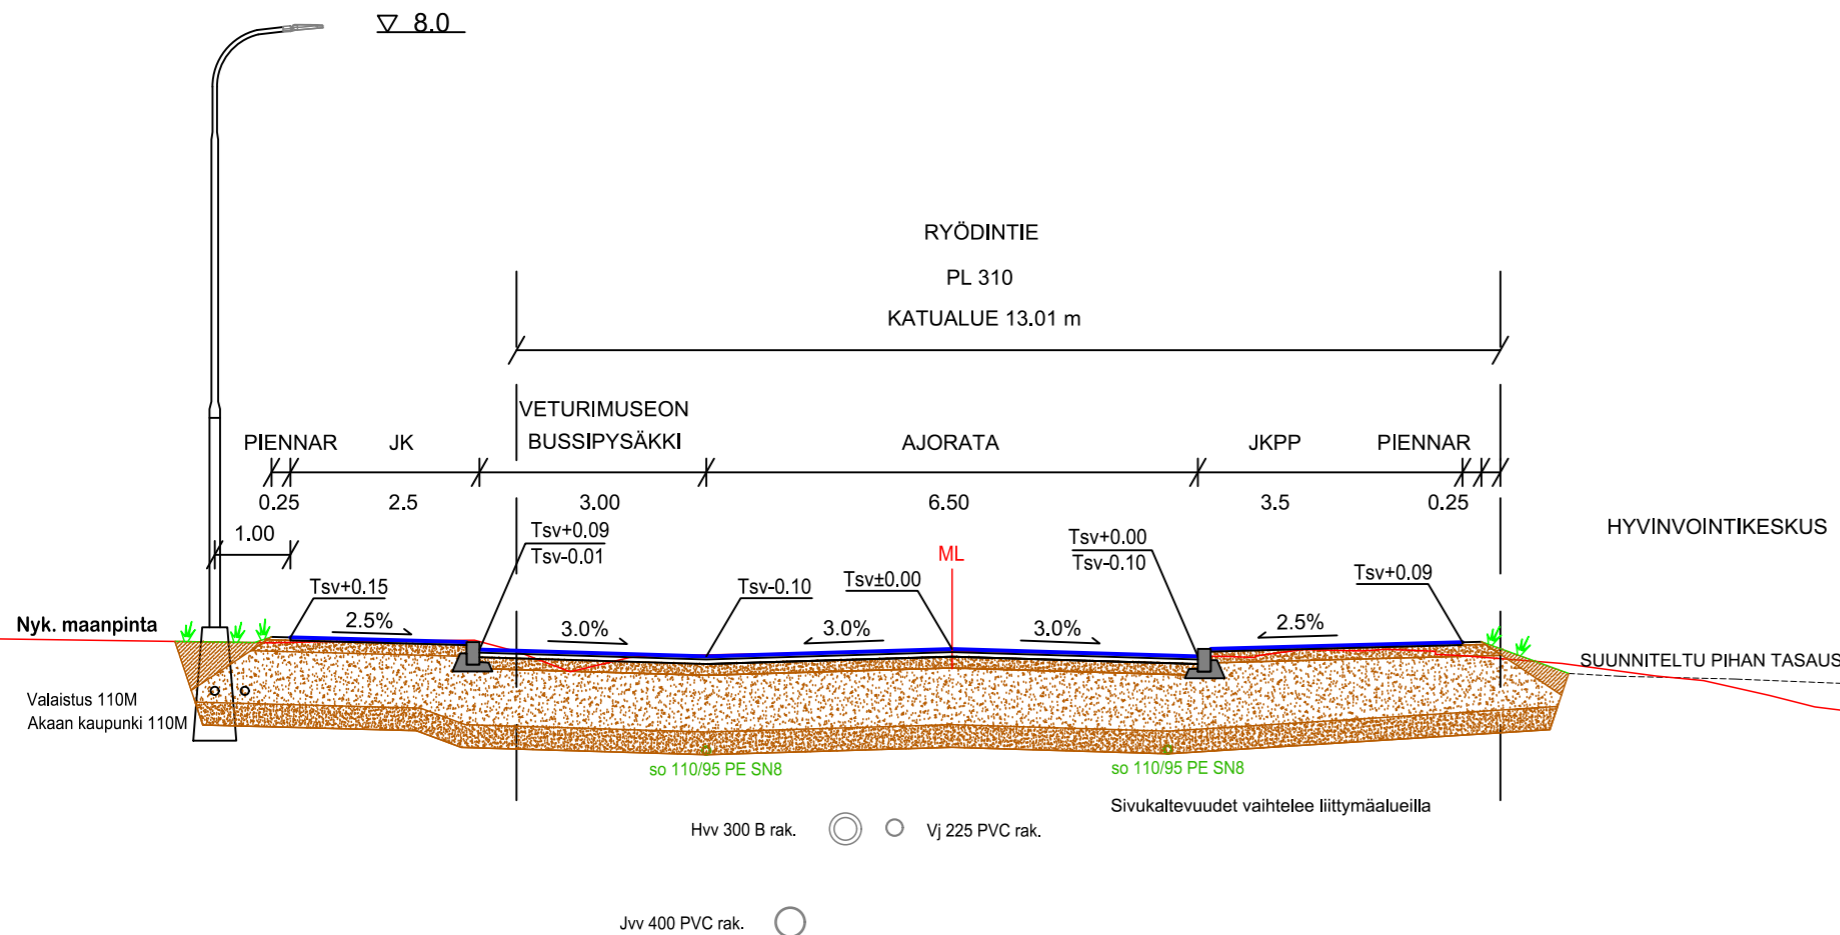 8.0
RYÖDINTIE
PL 310
KATUALUE 13.01 m
VETURIMUSEON
PIENNAR JK BUSSIPYSÄKKI AJORATA JKPP PIENNAR
0.25 2.5 3.00 6.50 3.5 0.25
1.00
Tsv+0.09
Tsv-0.01
ML
Tsv+0.00
Tsv-0.10
HYVINVOINTIKESKUS
Tsv+0.15
Tsv-0.10
Tsv±0.00
Tsv+0.09
Nyk. maanpinta
2.5% 3.0% 3.0% 3.0% 2.5%
SUUNNITELTU PIHAN TASAUS
Valaistus 110M
Akaan kaupunki 110M
so 110/95 PE SN8
so 110/95 PE SN8
Sivukaltevuudet vaihtelee liittymäalueilla
Hvv 300 B rak.
Vj 225 PVC rak.
Jvv 400 PVC rak.